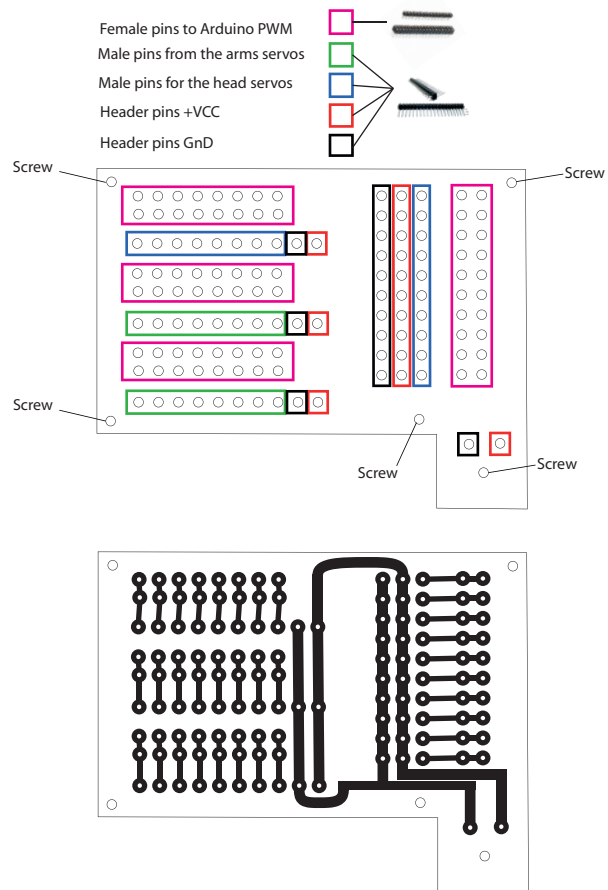 Female pins to Arduino PWM
Male pins from the arms servos
Male pins for the head servos
Header pins +VCC
Header pins GnD
Screw
Screw
Screw
Screw
Screw